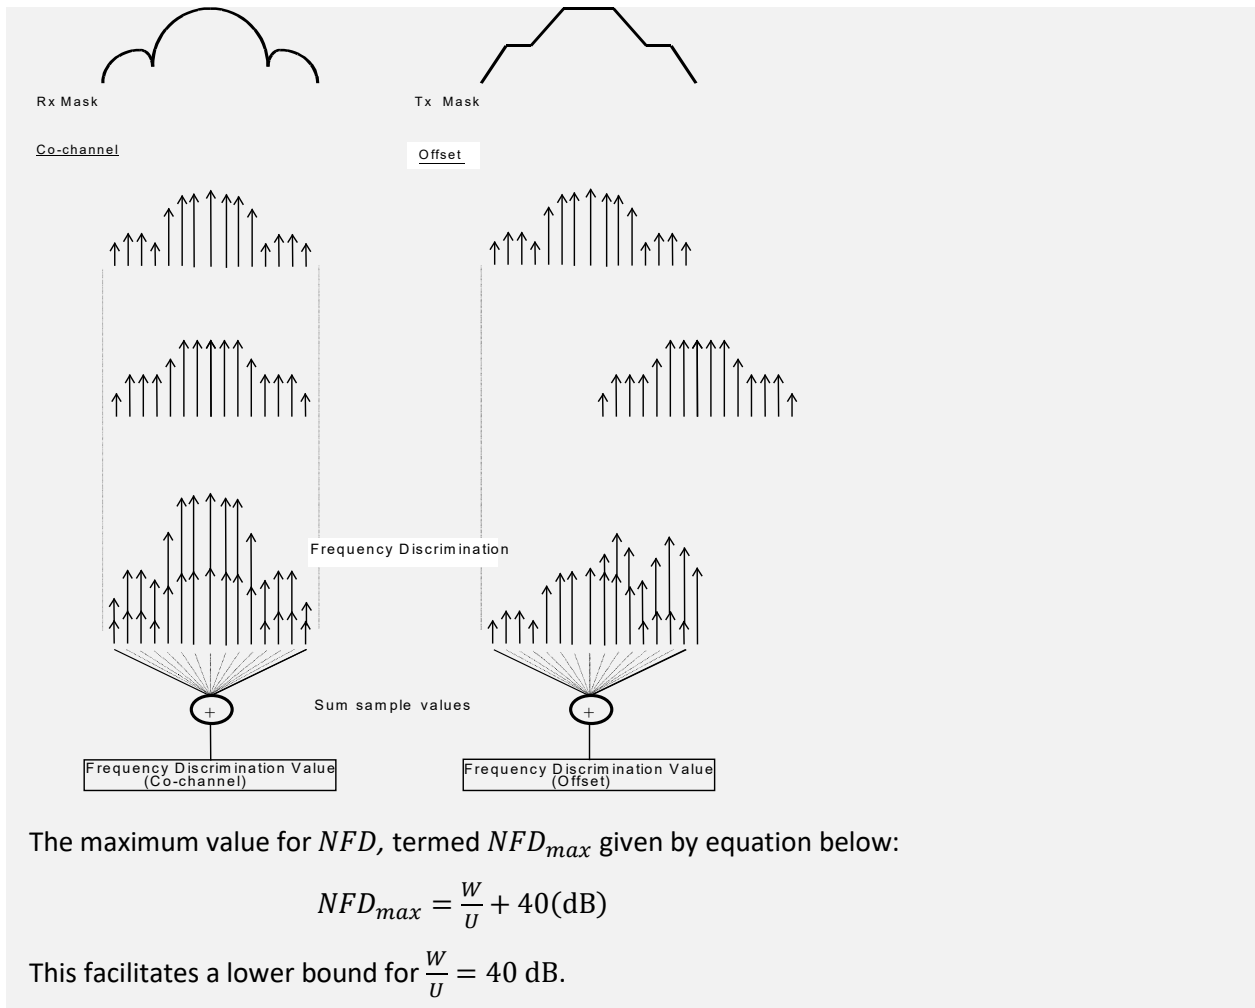 Rx Mask
Tx Mask
Co-channel
Offset
Frequency Discrimination
+
Sum sample values
+
Frequency Discrimination Value
(Co-channel)
Frequency Discrimination Value
(Offset)
The maximum value for NFD, termed NFD_max given by equation below:
NFD_max = W/U + 40(dB)
This facilitates a lower bound for W/U = 40 dB.